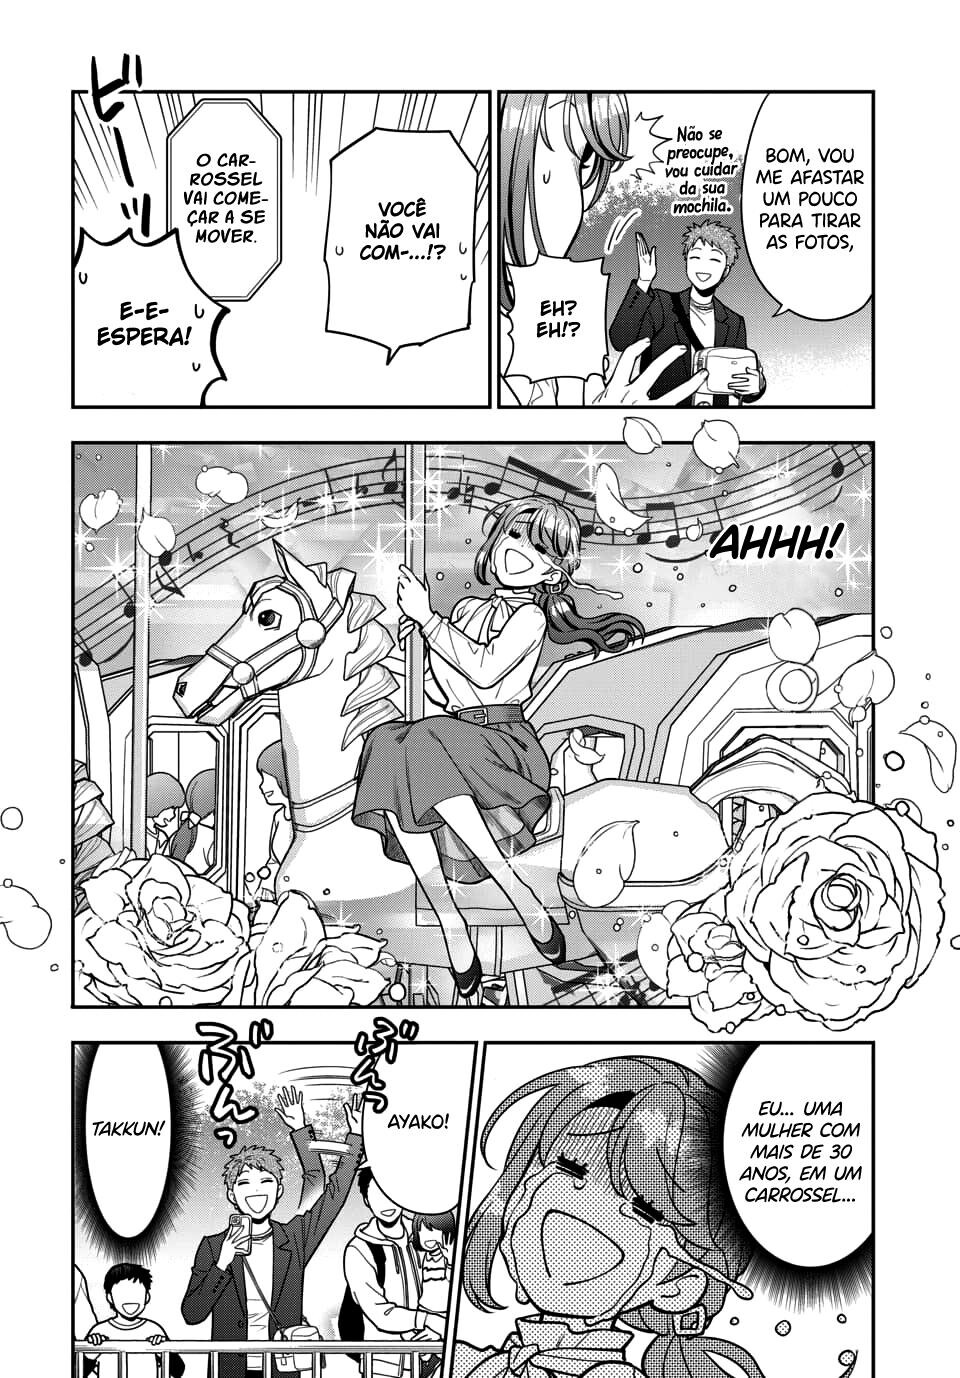 BOM, VOU
ME AFASTAR
UM POUCO
PARA TIRAR
AS FOTOS,
Não se
preocupe,
vou cuidar
da sua
mochila.
EH?
EH!?
VOCÊ
NÃO VAI
COM-...!?
O CAR-
ROSSEL
VAI COME-
ÇAR A SE
MOVER.
E-E-
ESPERA!
ビーッ
AHHH!
EU... UMA
MULHER COM
MAIS DE 30
ANOS, EM UM
CARROSSEL...
AYAKO!
ぶんっ
ぶんっ
TAKKUN!